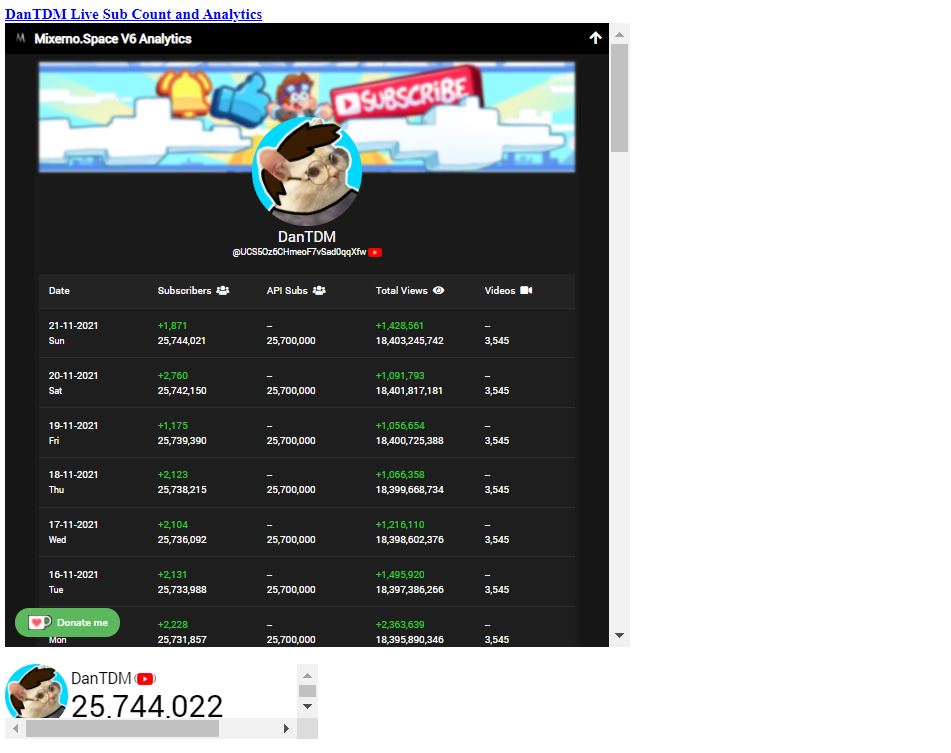 DanTDM Live Sub Count and Analytics
M Mixerno.Space V6 Analytics
SUBSCRIBE
DanTDM
@UCS5Oz6CHmeoF7vSad0qqXfw
Date Subscribers API Subs Total Views Videos
21-11-2021 +1,871 -- +1,428,561 --
Sun 25,744,021 25,700,000 18,403,245,742 3,545
20-11-2021 +2,760 -- +1,091,793 --
Sat 25,742,150 25,700,000 18,401,817,181 3,545
19-11-2021 +1,175 -- +1,056,654 --
Fri 25,739,390 25,700,000 18,400,725,388 3,545
18-11-2021 +2,123 -- +1,066,358 --
Thu 25,738,215 25,700,000 18,399,668,734 3,545
17-11-2021 +2,104 -- +1,216,110 --
Wed 25,736,092 25,700,000 18,398,602,376 3,545
16-11-2021 +2,131 -- +1,495,920 --
Tue 25,733,988 25,700,000 18,397,386,266 3,545
+2,228 -- +2,363,639 --
Mon 25,731,857 25,700,000 18,395,890,346 3,545
Donate me
DanTDM
25,744,022